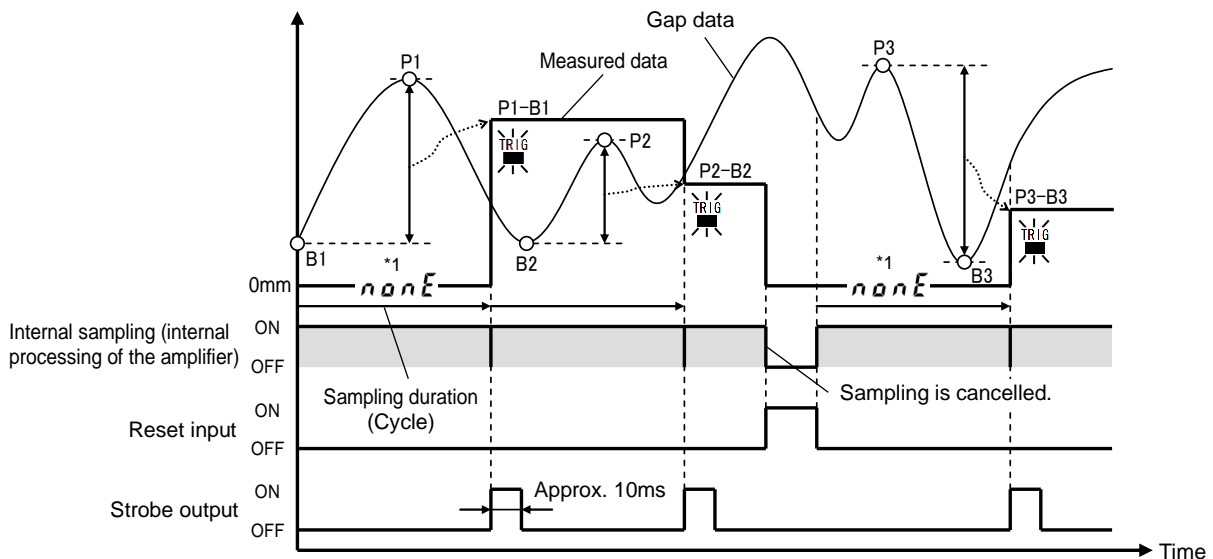 Gap data
P1
P3
Measured data
P1-B1
TRIG
P2
P2-B2
TRIG
P3-B3
TRIG
B1
B2
B3
*1
*1
0mm
nonE
nonE
Internal sampling (internal
processing of the amplifier)
ON
OFF
Sampling duration
(Cycle)
Sampling is cancelled.
Reset input
ON
OFF
Strobe output
ON
OFF
Approx. 10ms
Time